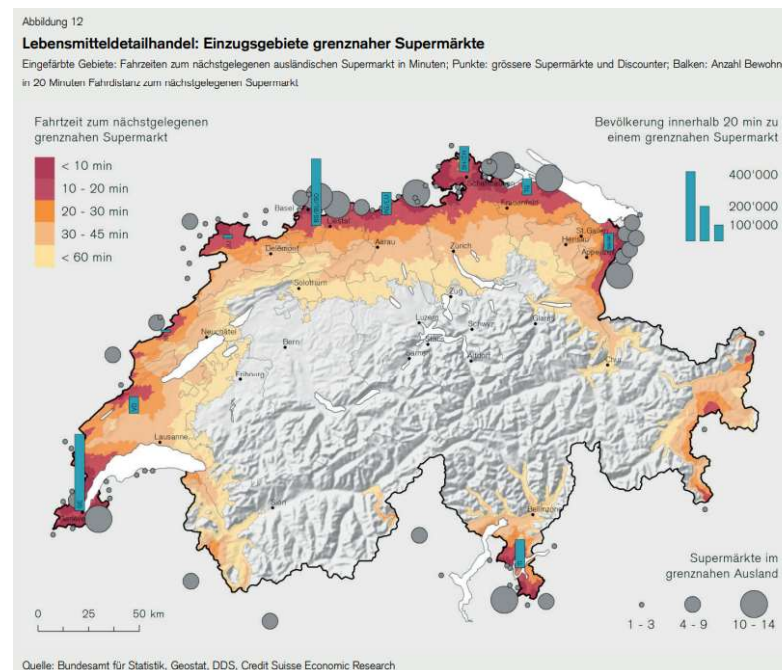 Abbildung 12
Lebensmitteldetailhandel: Einzugsgebiete grenznaher Supermärkte
Eingefärbte Gebiete: Fahrzeiten zum nächstgelegenen ausländischen Supermarkt in Minuten; Punkte: grössere Supermärkte und Discounter; Balken: Anzahl Bewohn
in 20 Minuten Fahrdistanz zum nächstgelegenen Supermarkt
Fahrtzeit zum nächstgelegenen
grenznahen Supermarkt
< 10 min
10 - 20 min
20 - 30 min
30 - 45 min
< 60 min
Bevölkerung innerhalb 20 min zu
einem grenznahen Supermarkt
400'000
200'000
100'000
Schaffhausen
Basel
Liestal
Frauenfeld
St.Gallen
Herisau
Appenzell
Delémont
Aarau
Zürich
Solothurn
Zug
Luzern
Schwyz
Glarus
Neuchâtel
Bern
Stans
Sarnen
Altdorf
Chur
Fribourg
VD
Lausanne
Sion
Bellinzona
0 25 50 km
Supermärkte im
grenznahen Ausland
1 - 3 4 - 9 10 - 14
Quelle: Bundesamt für Statistik, Geostat, DDS, Credit Suisse Economic Research